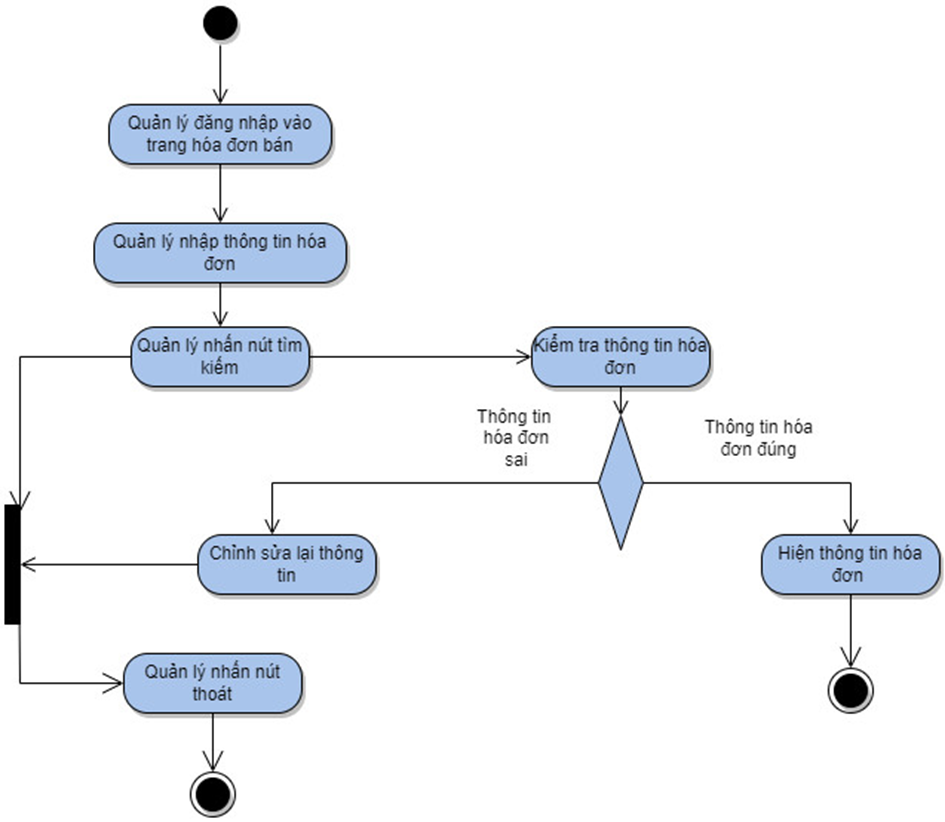 Quản lý đăng nhập vào
trang hóa đơn bán
Quản lý nhập thông tin hóa
đơn
Quản lý nhấn nút tìm
kiếm
Kiểm tra thông tin hóa
đơn
Thông tin
hóa đơn
sai
Thông tin hóa
đơn đúng
Chỉnh sửa lại thông
tin
Hiện thông tin hóa
đơn
Quản lý nhấn nút
thoát